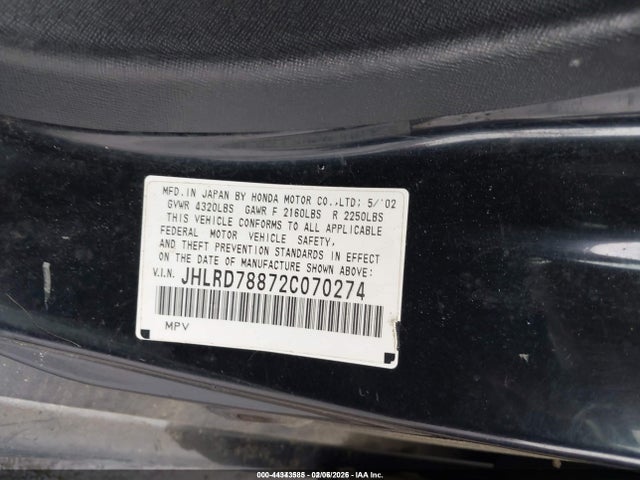 MFD. IN JAPAN BY HONDA MOTOR CO., LTD; 5/'02
GVWR 4320LBS GAWR F 2160LBS R 2250LBS
THIS VEHICLE CONFORMS TO ALL APPLICABLE
FEDERAL MOTOR VEHICLE SAFETY,
AND THEFT PREVENTION STANDARDS IN EFFECT
ON THE DATE OF MANUFACTURE SHOWN ABOVE:
V.I.N. JHLRD78872C070274
MPV
000-44343585 02/06/2026 IAA Inc.